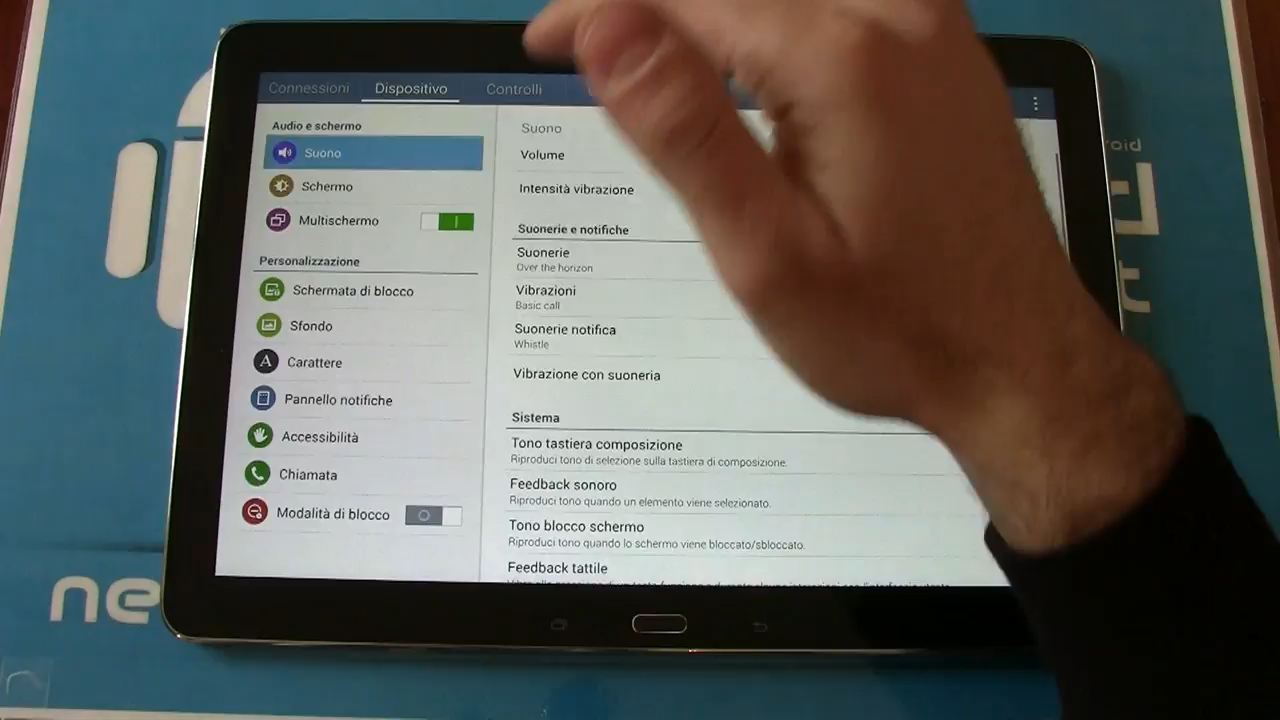 Connessioni
Dispositivo
Controlli
Audio e schermo
Suono
Schermo
Multischermo
Personalizzazione
Schermata di blocco
Sfondo
Carattere
Pannello notifiche
Accessibilità
Chiamata
Modalità di blocco
Suono
Volume
Intensità vibrazione
Suonerie e notifiche
Suonerie
Over the horizon
Vibrazioni
Basic call
Suonerie notifica
Whistle
Vibrazione con suoneria
Sistema
Tono tastiera composizione
Riproduci tono di selezione sulla tastiera di composizione.
Feedback sonoro
Riproduci tono quando un elemento viene selezionato.
Tono blocco schermo
Riproduci tono quando lo schermo viene bloccato/sbloccato.
Feedback tattile
ne
roid